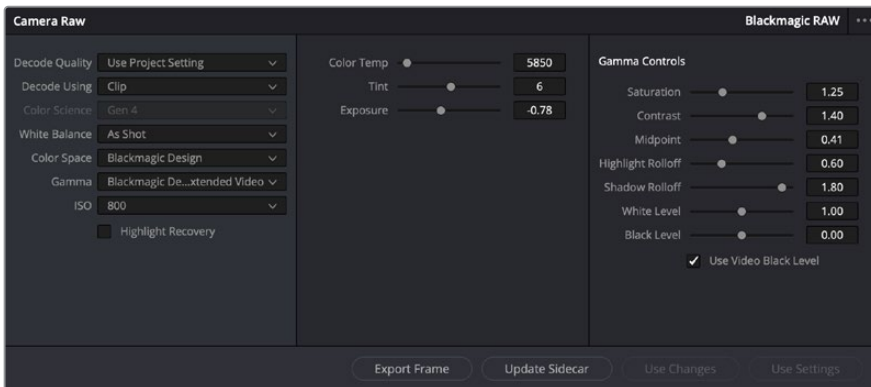 Camera Raw
Blackmagic RAW
Decode Quality Use Project Setting
Decode Using Clip
Color Science Gen 4
White Balance As Shot
Color Space Blackmagic Design
Gamma Blackmagic De...xtended Video
ISO 800
Highlight Recovery
Color Temp 5850
Tint 6
Exposure -0.78
Gamma Controls
Saturation 1.25
Contrast 1.40
Midpoint 0.41
Highlight Rolloff 0.60
Shadow Rolloff 1.80
White Level 1.00
Black Level 0.00
Use Video Black Level
Export Frame
Update Sidecar
Use Changes
Use Settings